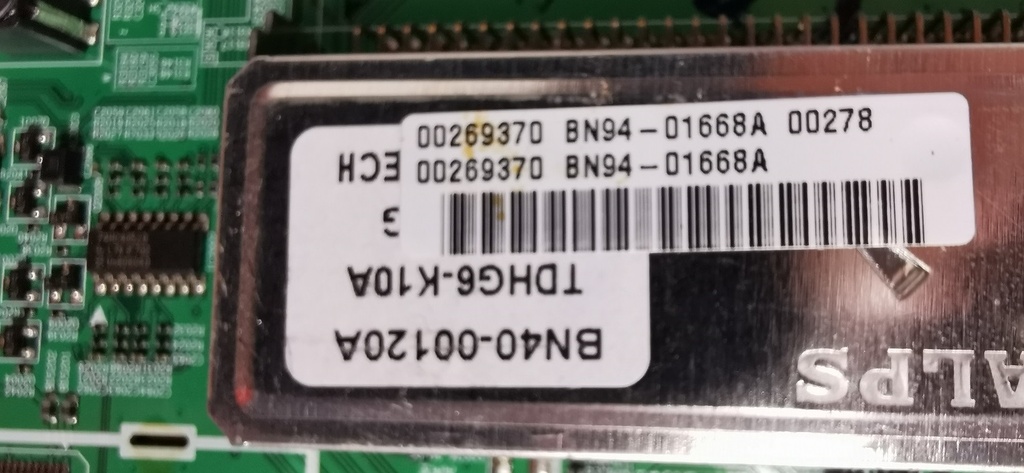 00269370 BN94-01668A 00278
00269370 BN94-01668A
BN40-00120A
TDHG6-K10A
G
ECH
ALPS